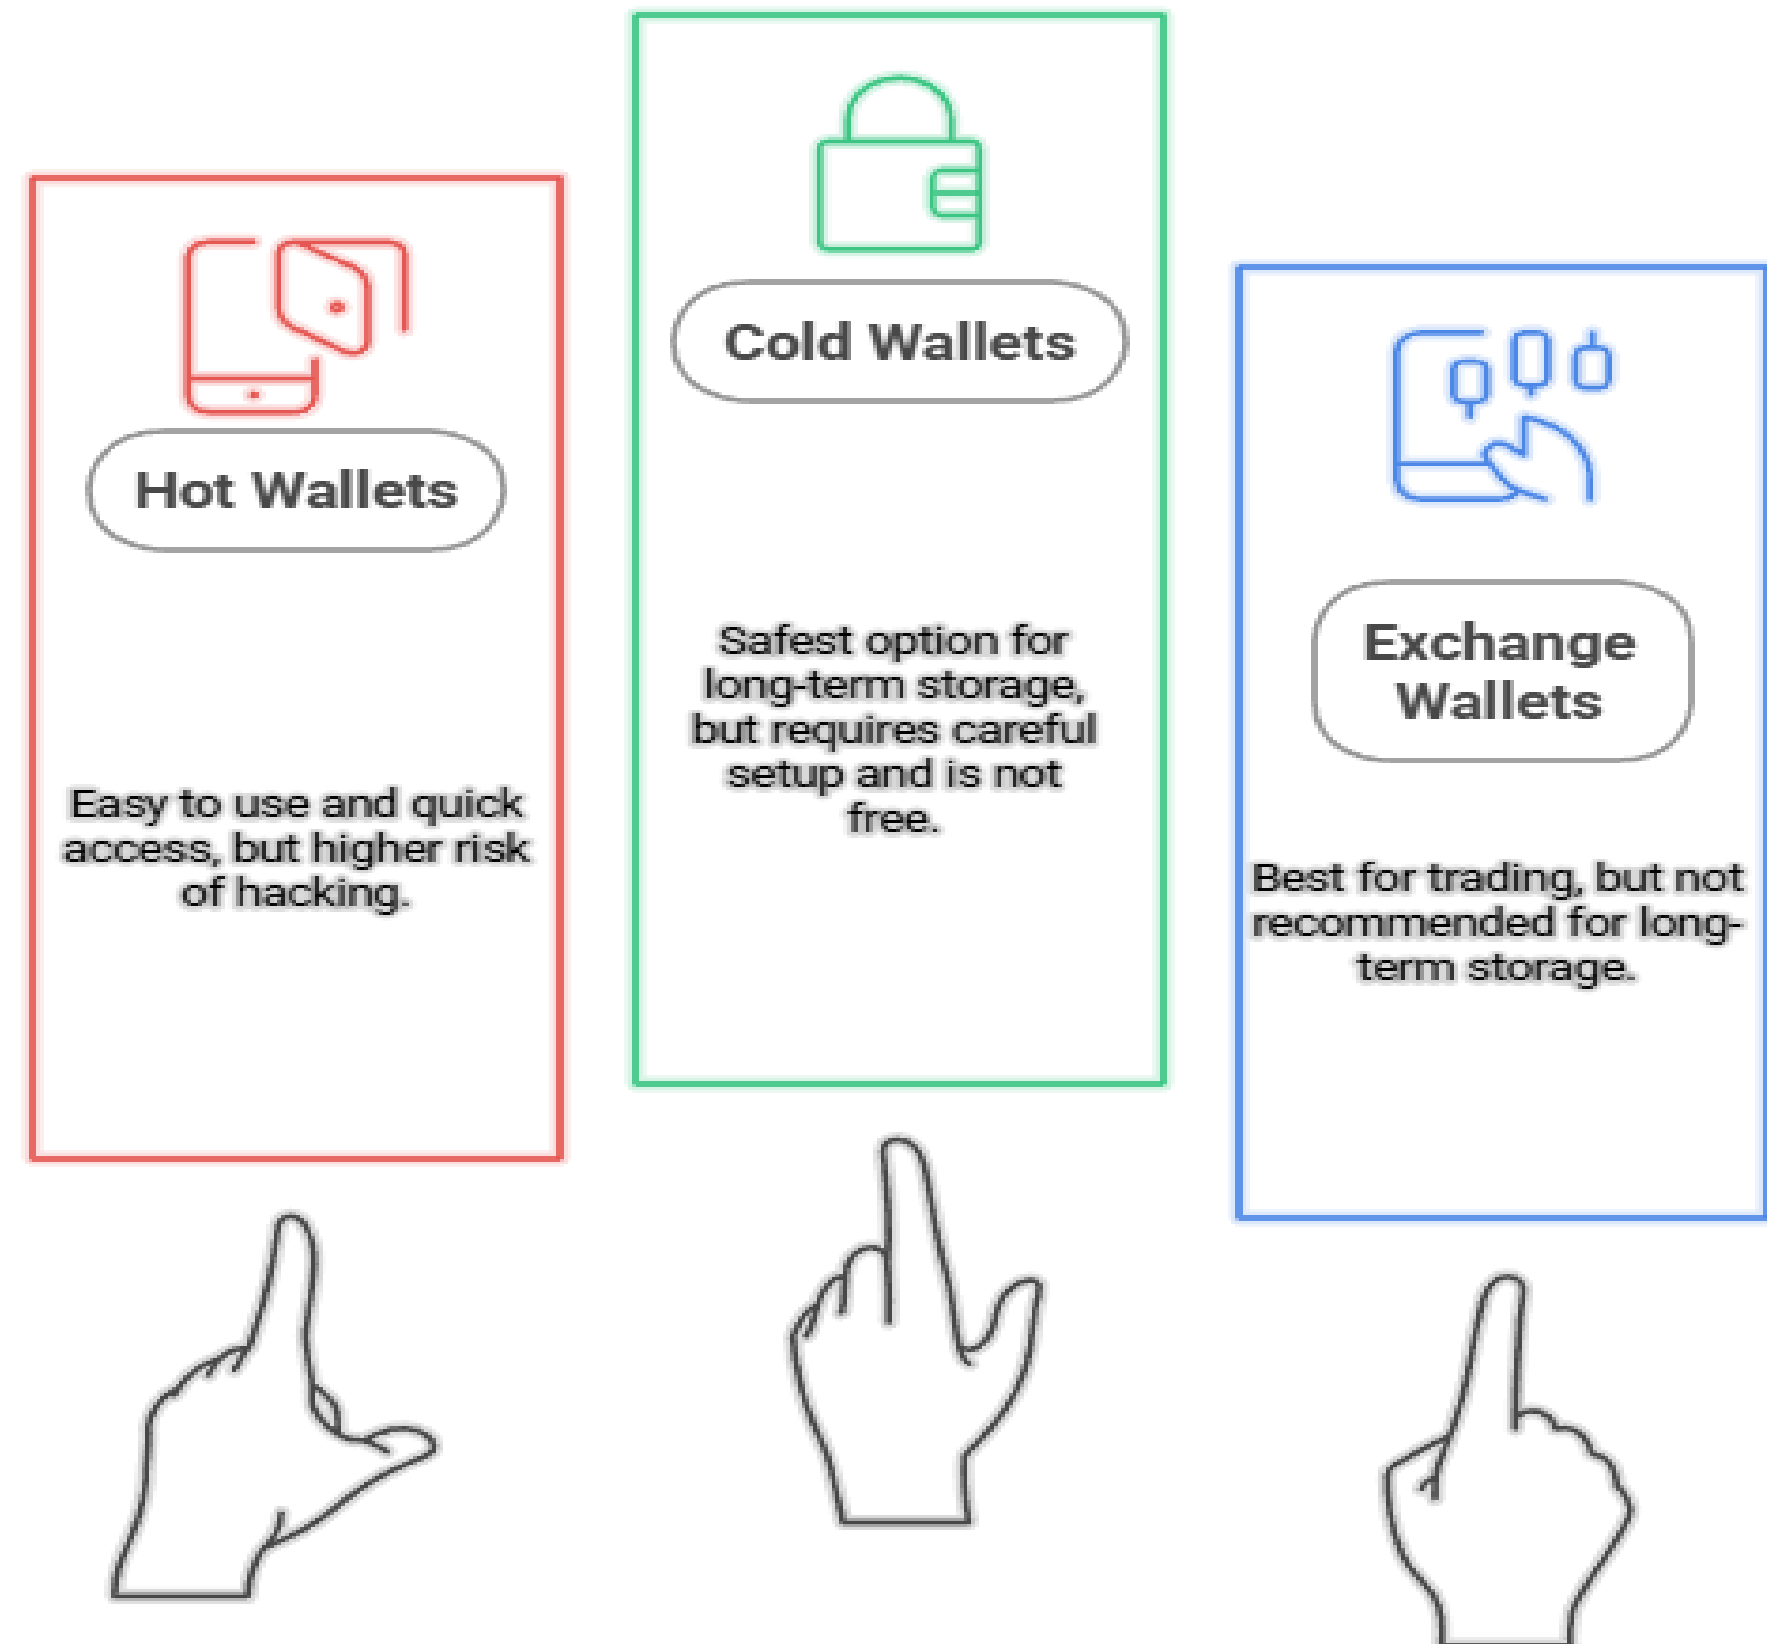 Hot Wallets
Easy to use and quick
access, but higher risk
of hacking.
Cold Wallets
Safest option for
long-term storage,
but requires careful
setup and is not
free.
Exchange
Wallets
Best for trading, but not
recommended for long-
term storage.